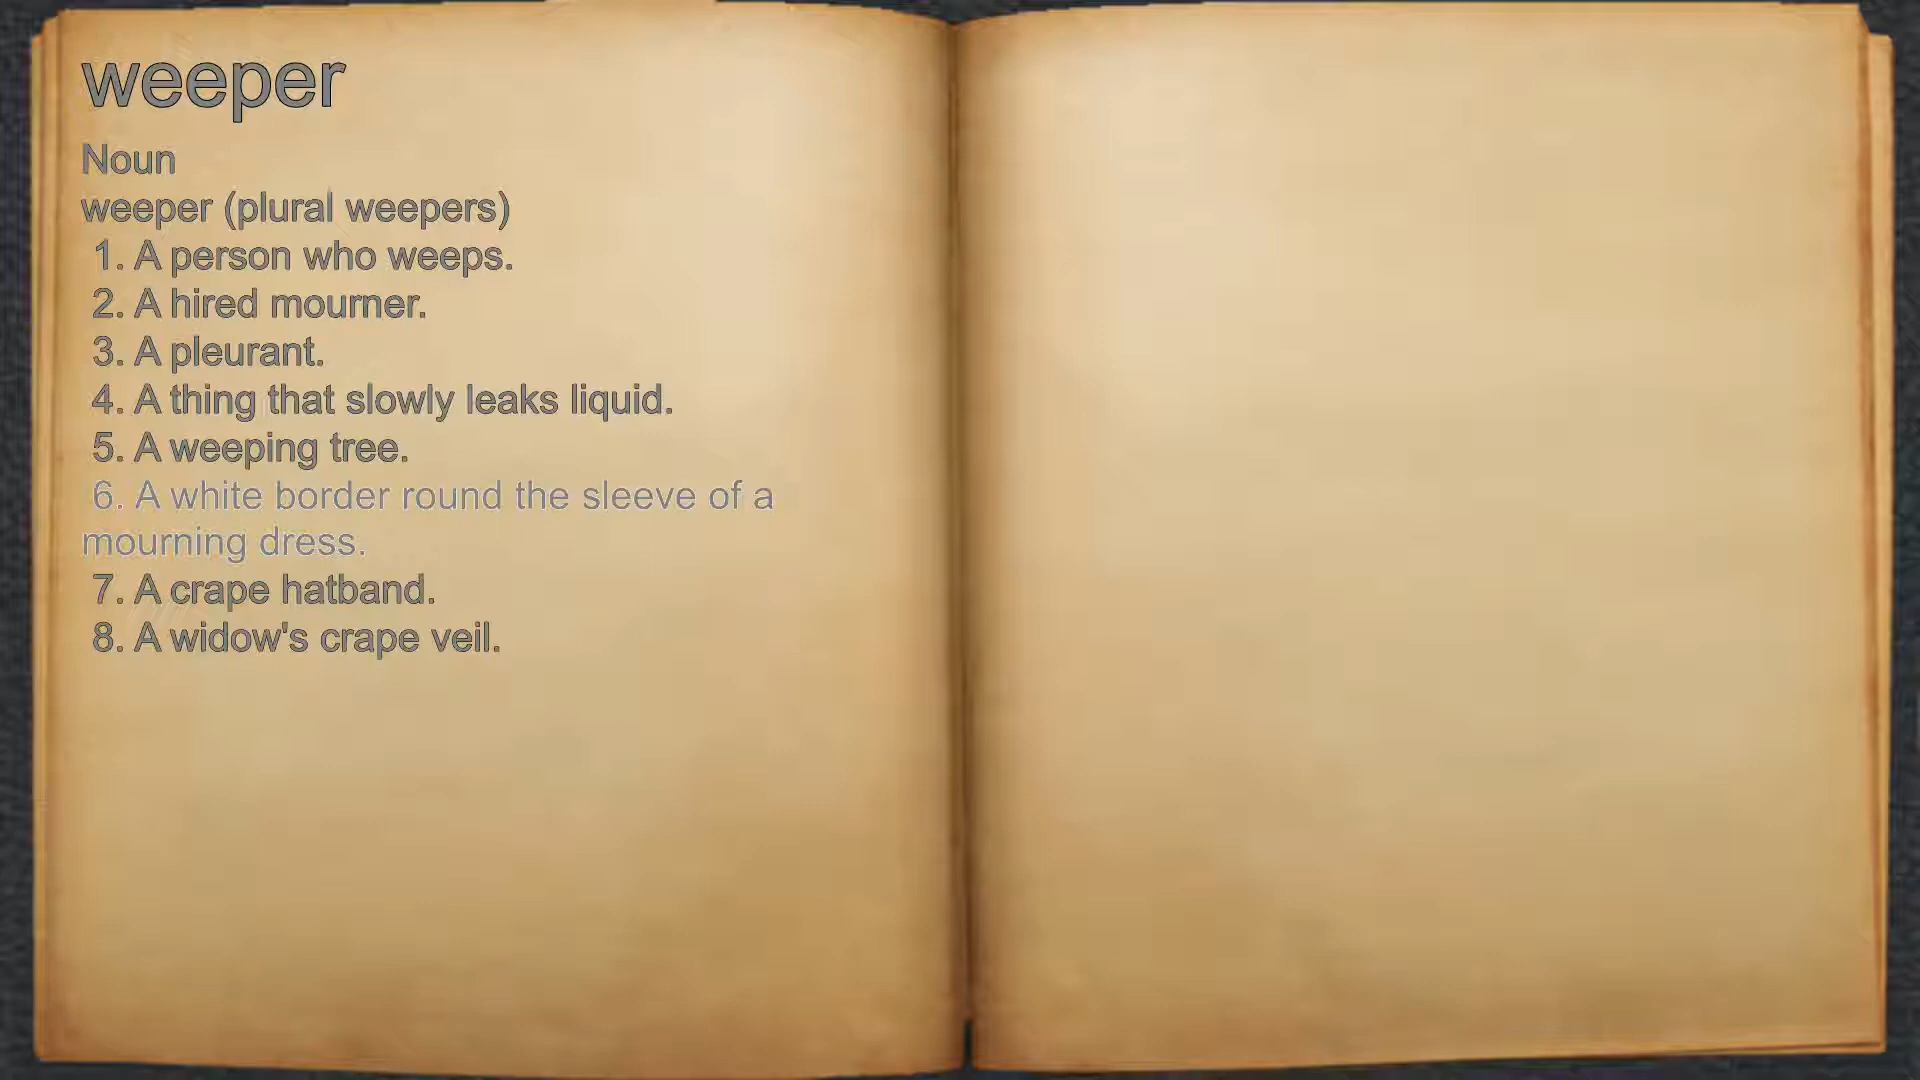 weeper
Noun
weeper (plural weepers)
1. A person who weeps.
2. A hired mourner.
3. A pleurant.
4. A thing that slowly leaks liquid.
5. A weeping tree.
6. A white border round the sleeve of a
mourning dress.
7. A crape hatband.
8. A widow's crape veil.